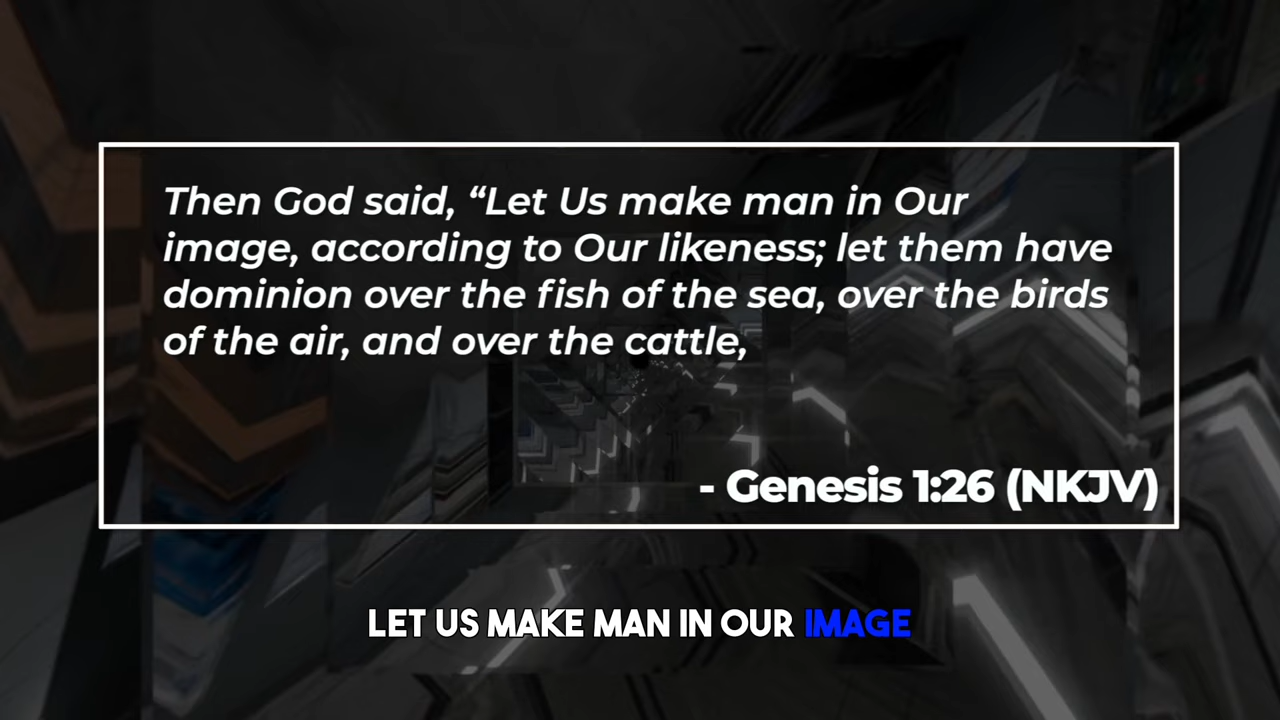 Then God said, “Let Us make man in Our
image, according to Our likeness; let them have
dominion over the fish of the sea, over the birds
of the air, and over the cattle,
- Genesis 1:26 (NKJV)
LET US MAKE MAN IN OUR IMAGE